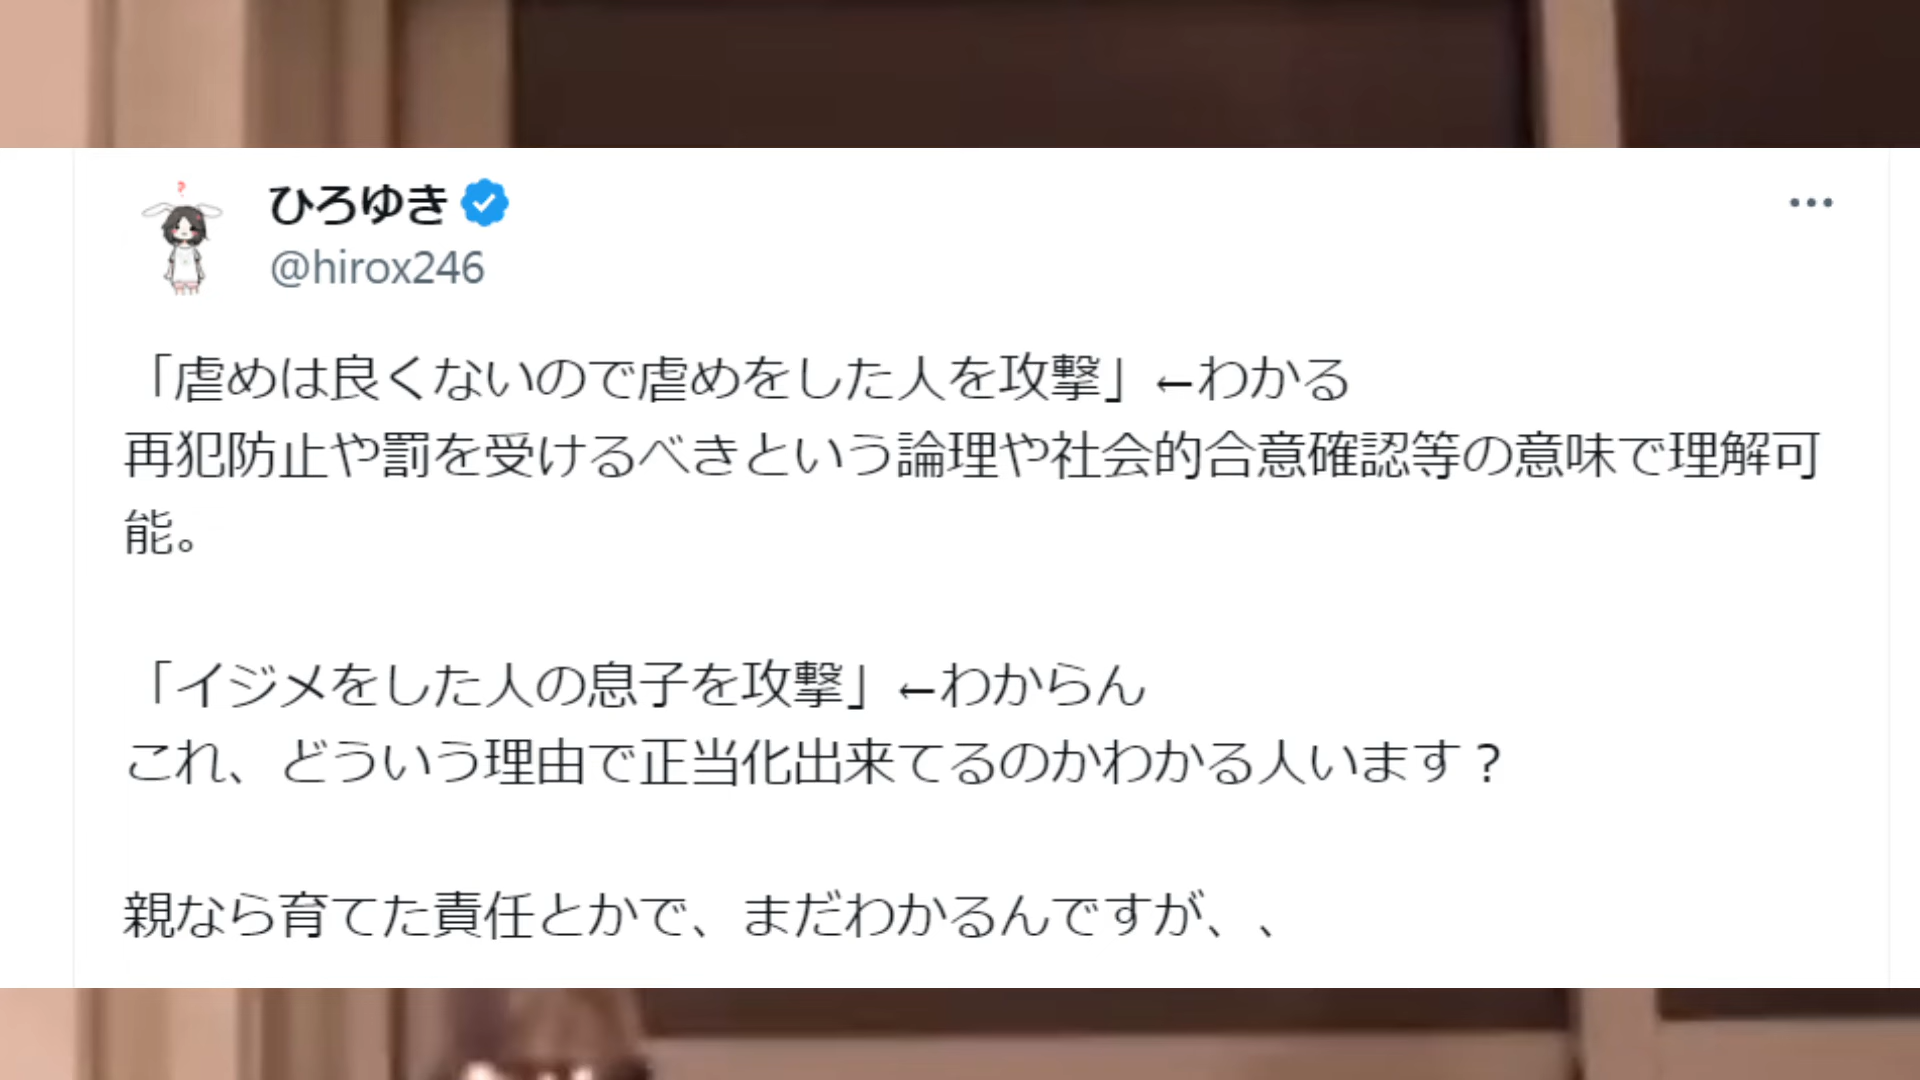 ?
ひろゆき
@hirox246
「虐めは良くないので虐めをした人を攻撃」←わかる
再犯防止や罰を受けるべきという論理や社会的合意確認等の意味で理解可
能。
「イジメをした人の息子を攻撃」←わからん
これ、どういう理由で正当化出来てるのかわかる人います？
親なら育てた責任とかで、まだわかるんですが、、